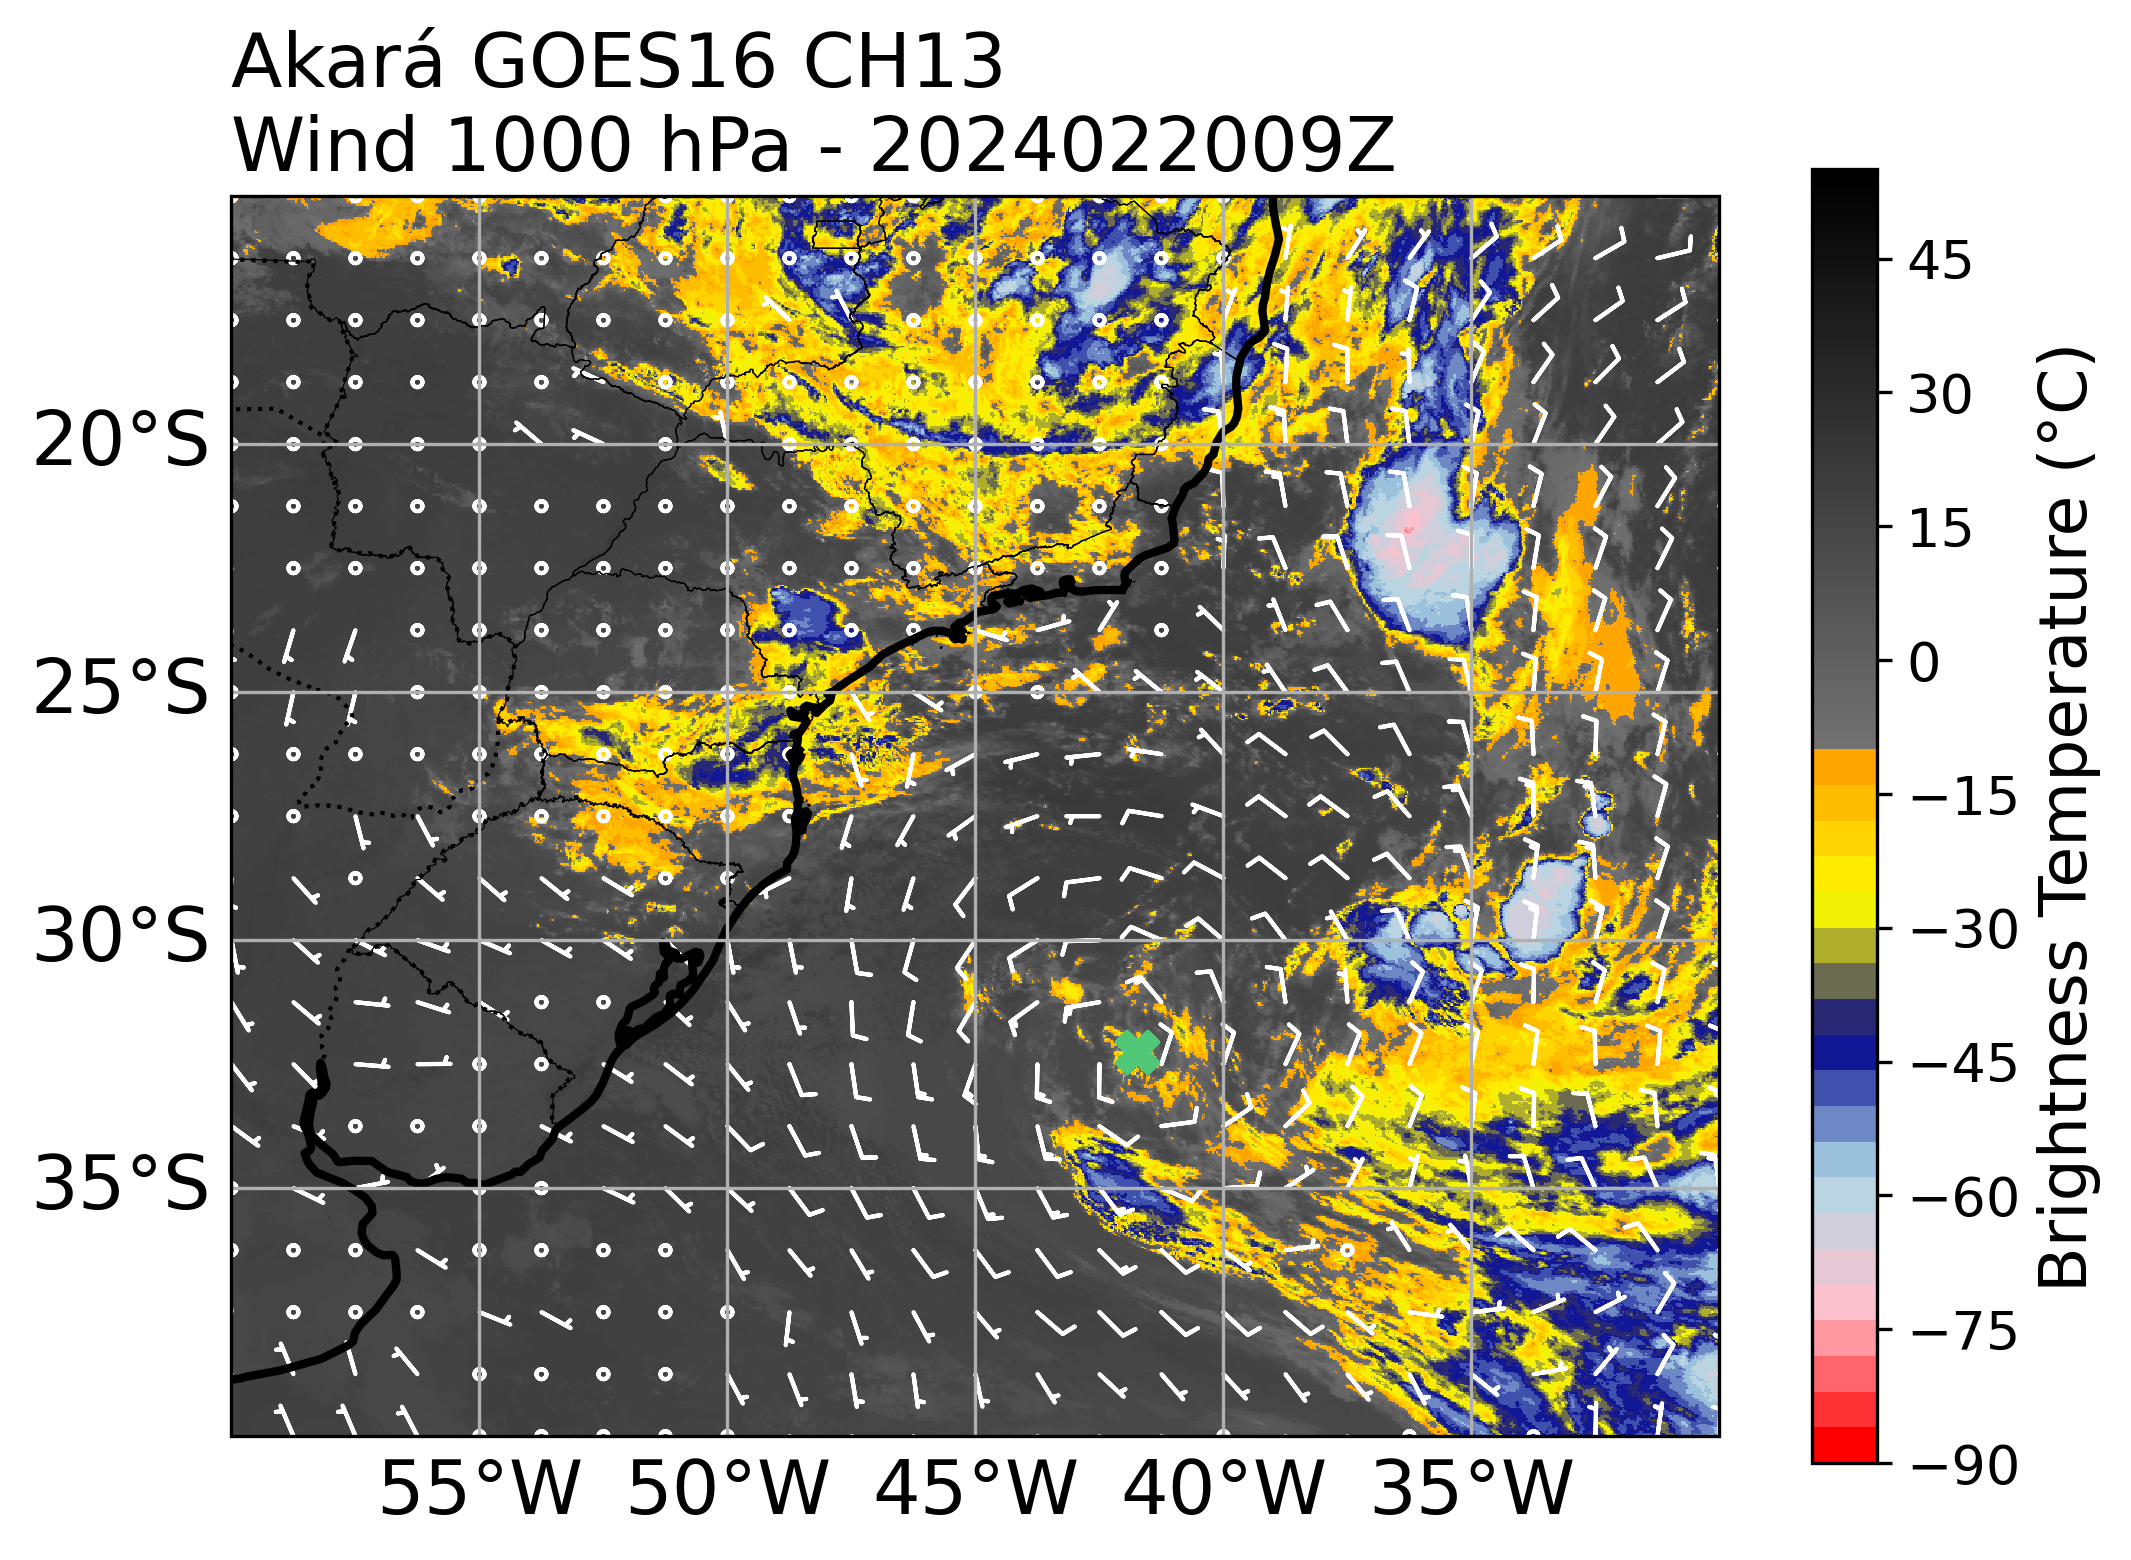 Akará GOES16 CH13
Wind 1000 hPa - 2024022009Z
20°S
25°S
30°S
35°S
55°W 50°W 45°W 40°W 35°W
45
30
15
0
−15
−30
−45
−60
−75
−90
Brightness Temperature (°C)